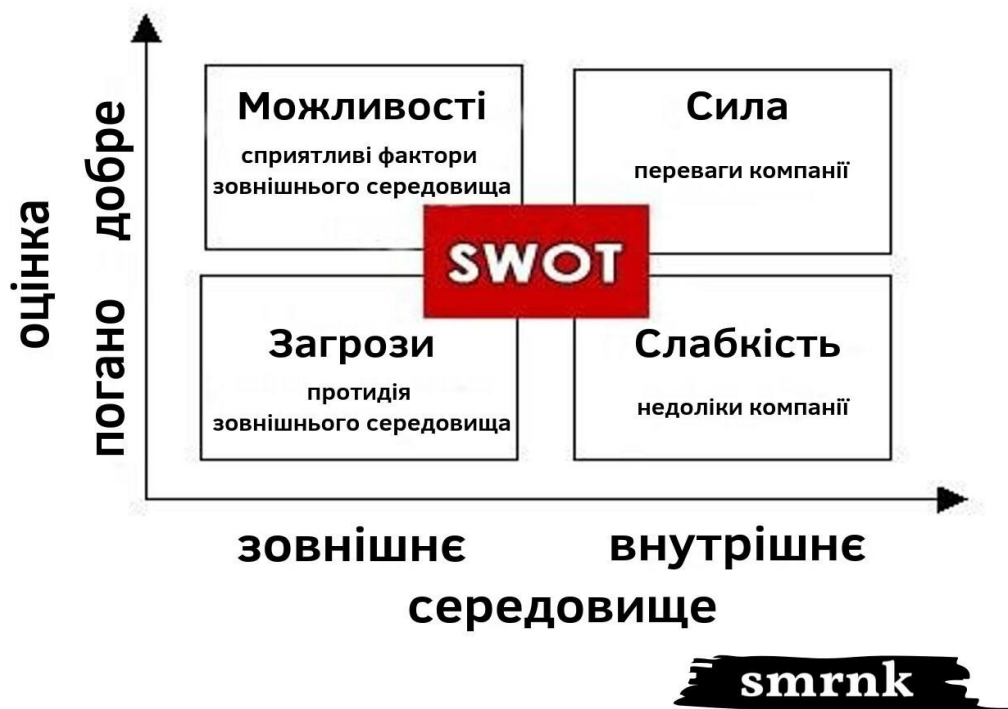 оцінка
добре
погано
Можливості
сприятливі фактори
зовнішнього середовища
Сила
переваги компанії
SWOT
Загрози
протидія
зовнішнього середовища
Слабкість
недоліки компанії
зовнішнє
внутрішнє
середовище
smrnk